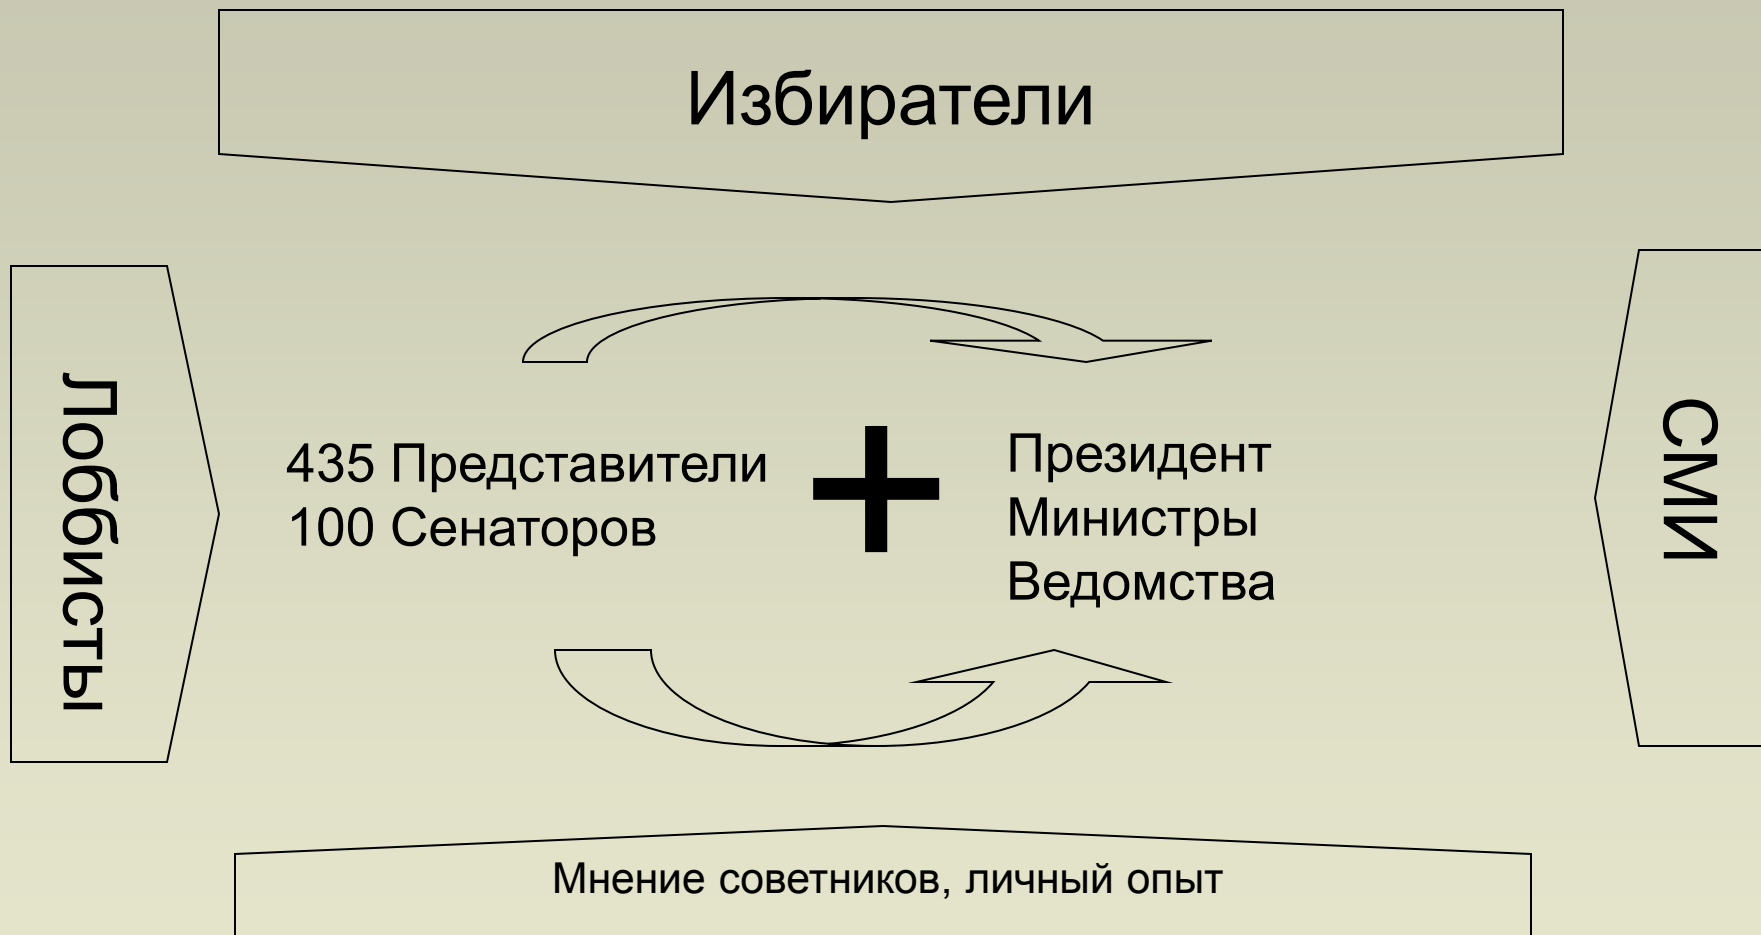 Избиратели
Лоббисты
435 Представители
100 Сенаторов
+
Президент
Министры
Ведомства
СМИ
Мнение советников, личный опыт